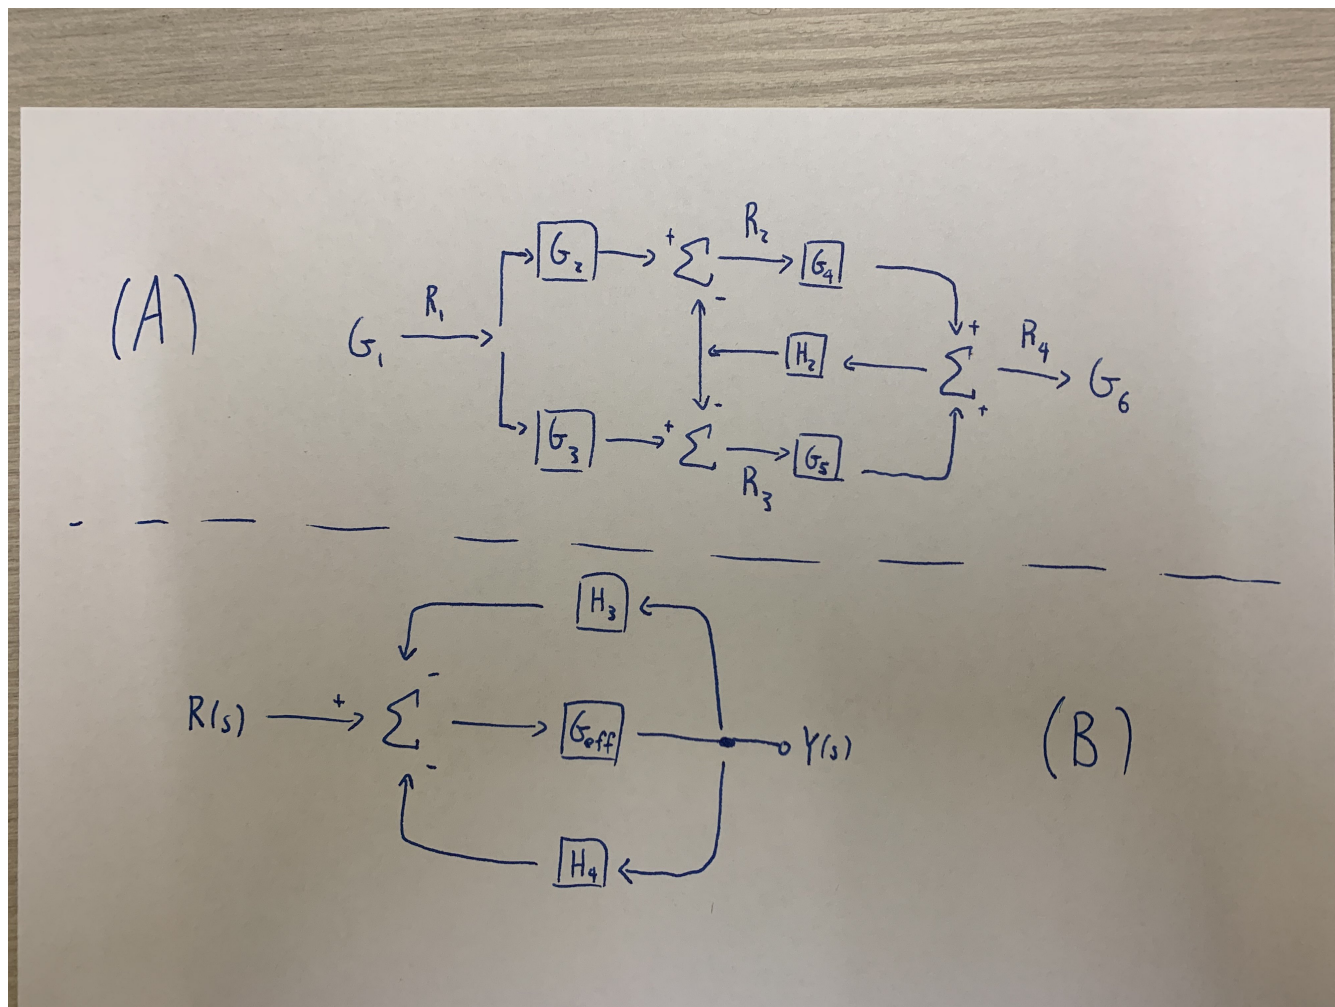 (A)
G₁ R₁
G₂ + Σ - R₂ G₄
H₂
+ Σ + R₄ G₆
G₃ + Σ - R₃ G₅
H₃
R(s) + Σ - - Geff Y(s)
H₄
(B)